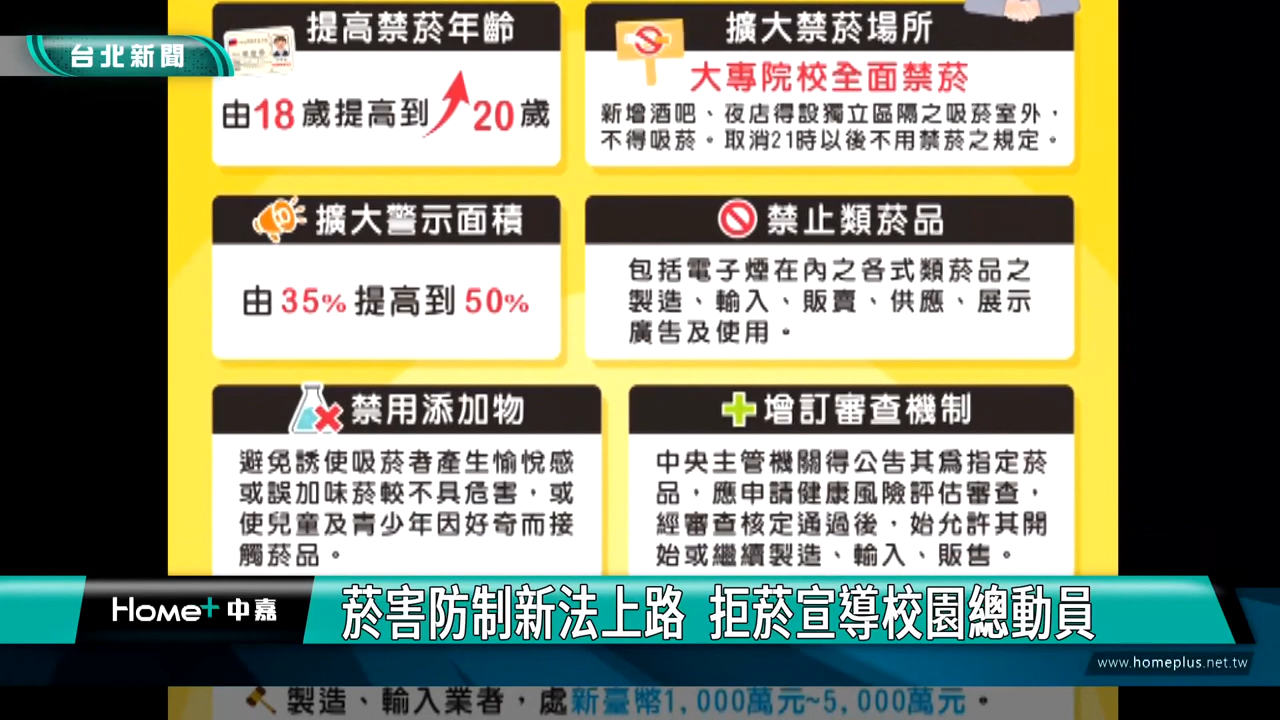 台北新聞
提高禁菸年齡
由18歲提高到20歲
擴大禁菸場所
大專院校全面禁菸
新增酒吧、夜店得設獨立區隔之吸菸室外，
不得吸菸。取消21時以後不用禁菸之規定。
擴大警示面積
由35%提高到50%
禁止類菸品
包括電子煙在內之各式類菸品之
製造、輸入、販賣、供應、展示
廣告及使用。
禁用添加物
避免誘使吸菸者產生愉悅感
或誤加味菸較不具危害，或
使兒童及青少年因好奇而接
觸菸品。
增訂審查機制
中央主管機關得公告其為指定菸
品，應申請健康風險評估審查，
經審查核定通過後，始允許其開
始或繼續製造、輸入、販售。
Home+中嘉
菸害防制新法上路 拒菸宣導校園總動員
www.homeplus.net.tw
製造、輸入業者，處新臺幣1,000萬元~5,000萬元。